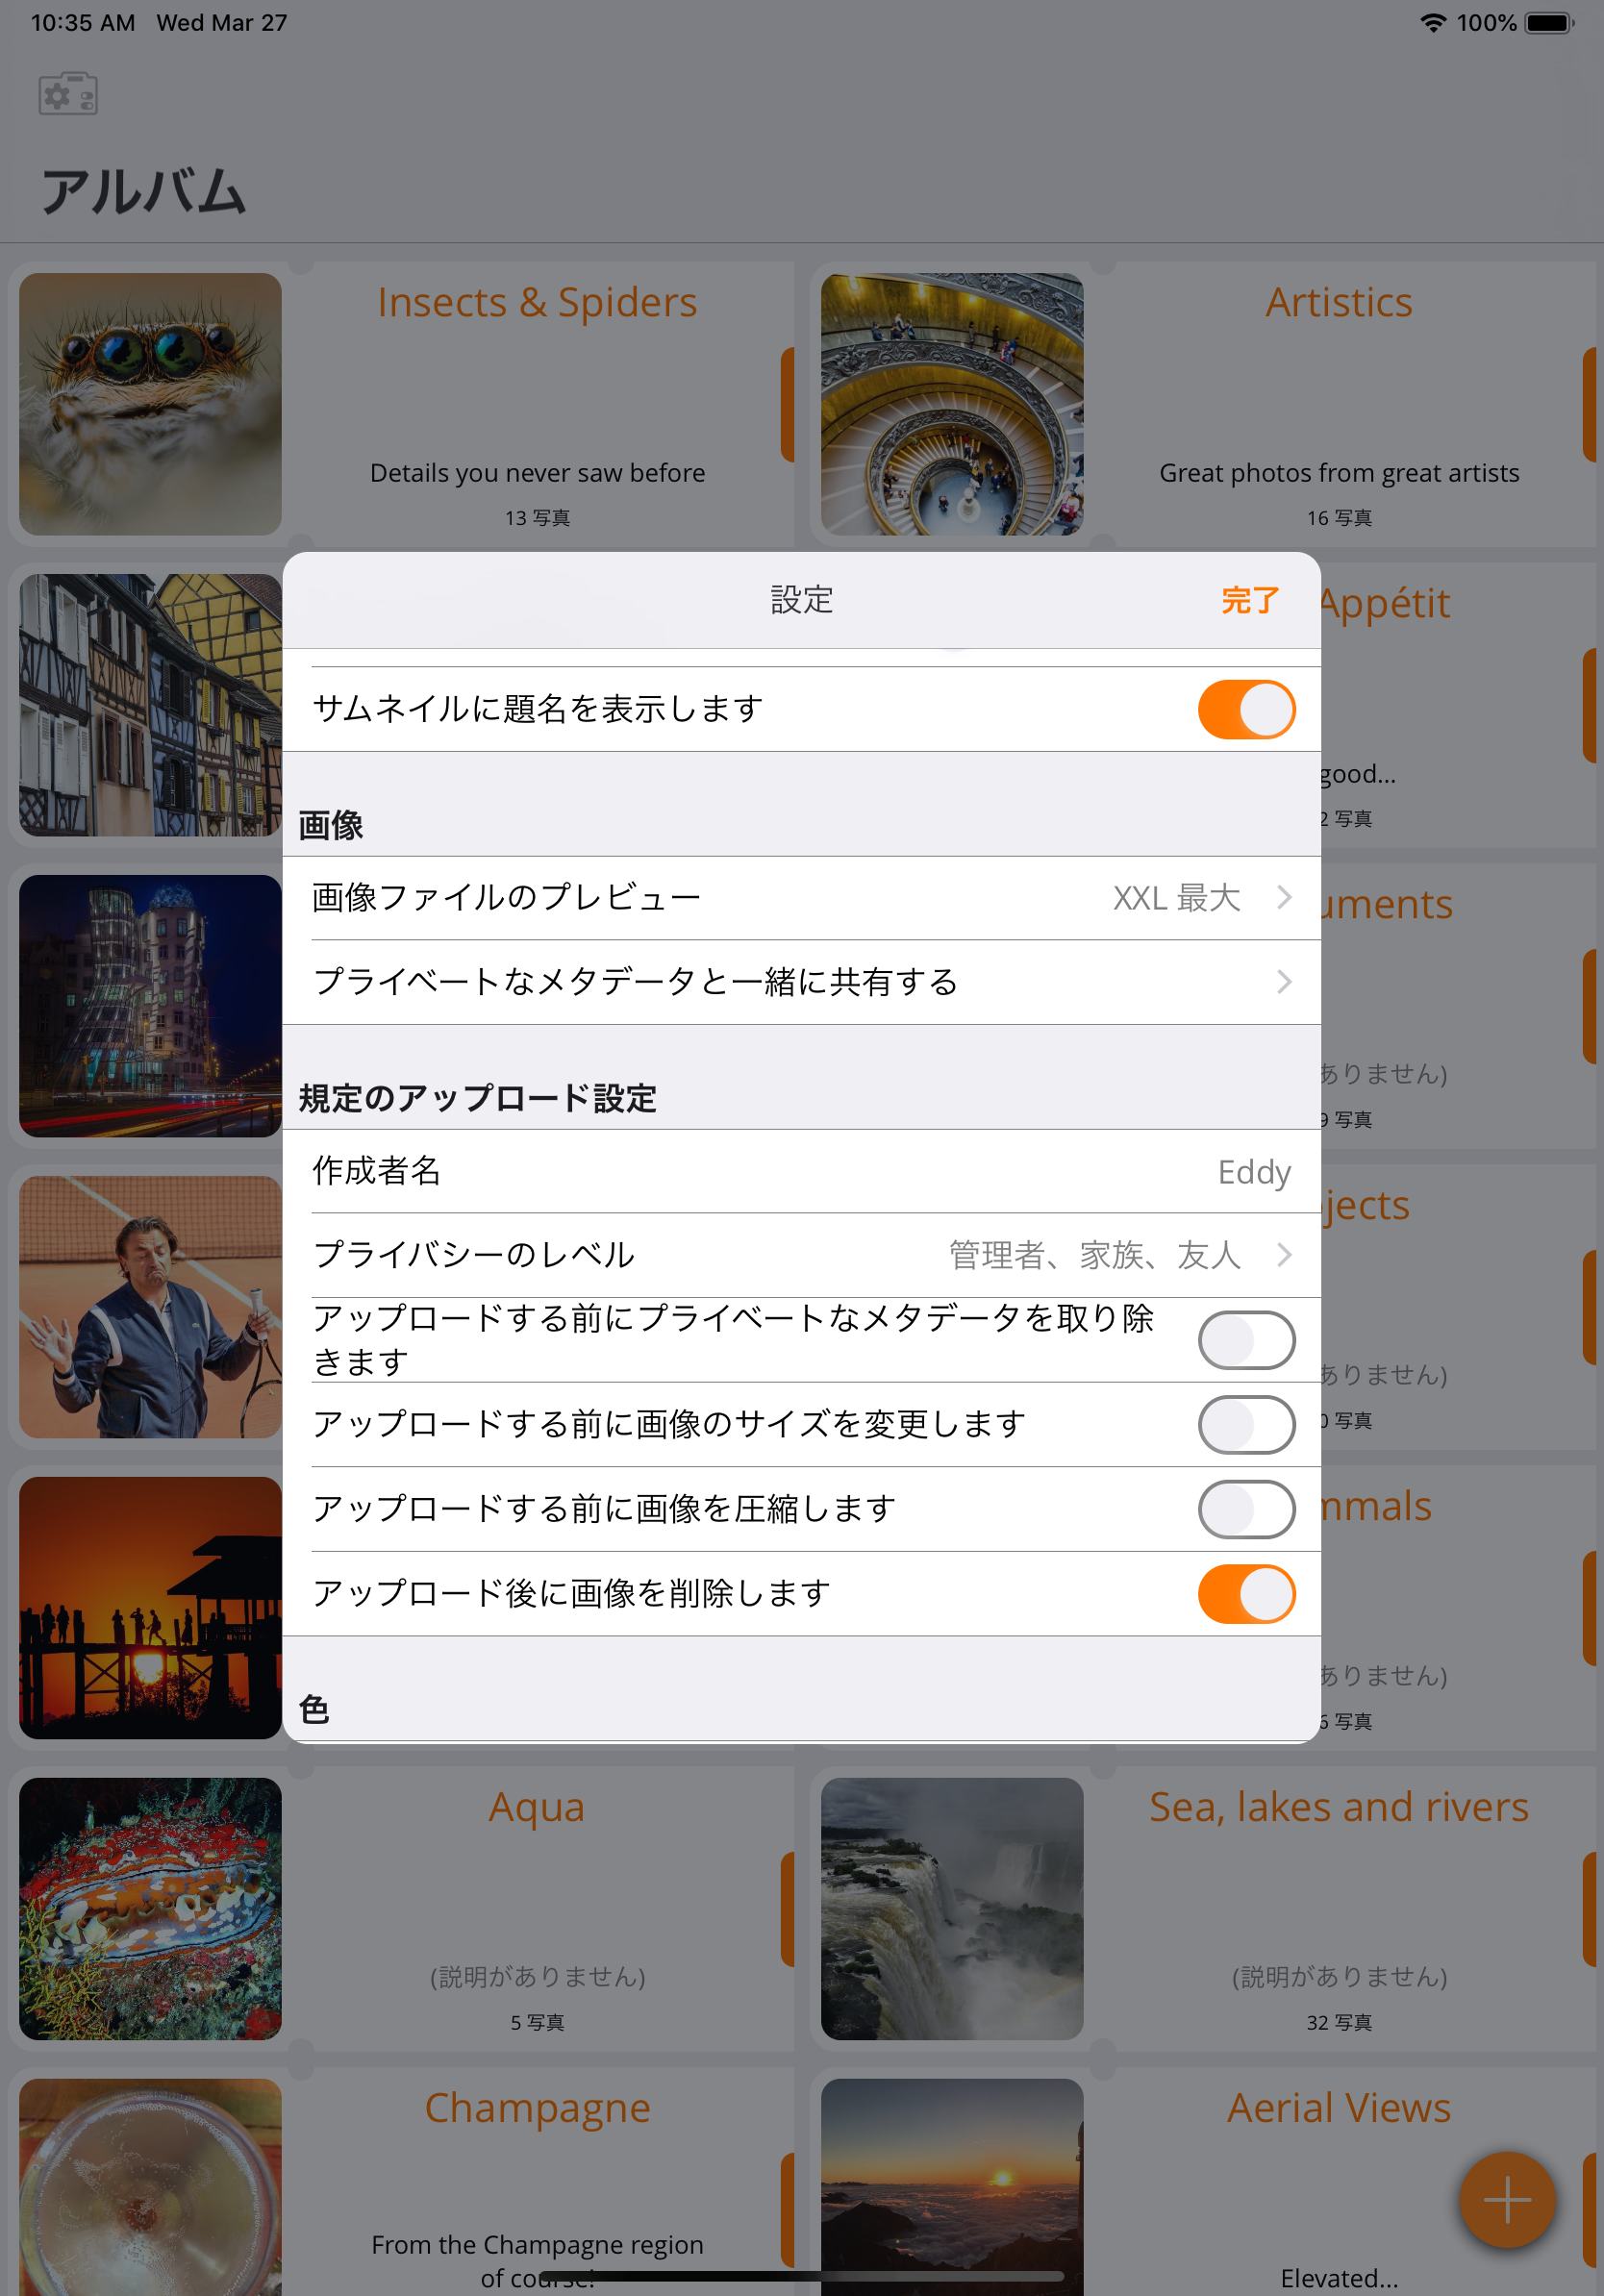 10:35 AM Wed Mar 27
100%
アルバム
Insects & Spiders
Details you never saw before
13 写真
Artistics
Great photos from great artists
16 写真
設定
完了
サムネイルに題名を表示します
画像
画像ファイルのプレビュー
XXL 最大
プライベートなメタデータと一緒に共有する
規定のアップロード設定
作成者名
Eddy
プライバシーのレベル
管理者、家族、友人
アップロードする前にプライベートなメタデータを取り除
きます
アップロードする前に画像のサイズを変更します
アップロードする前に画像を圧縮します
アップロード後に画像を削除します
色
Appétit
good...
2 写真
uments
ありません)
9 写真
jects
ありません)
0 写真
mmals
ありません)
6 写真
Aqua
(説明がありません)
5 写真
Sea, lakes and rivers
(説明がありません)
32 写真
Champagne
From the Champagne region
of course!
Aerial Views
Elevated...